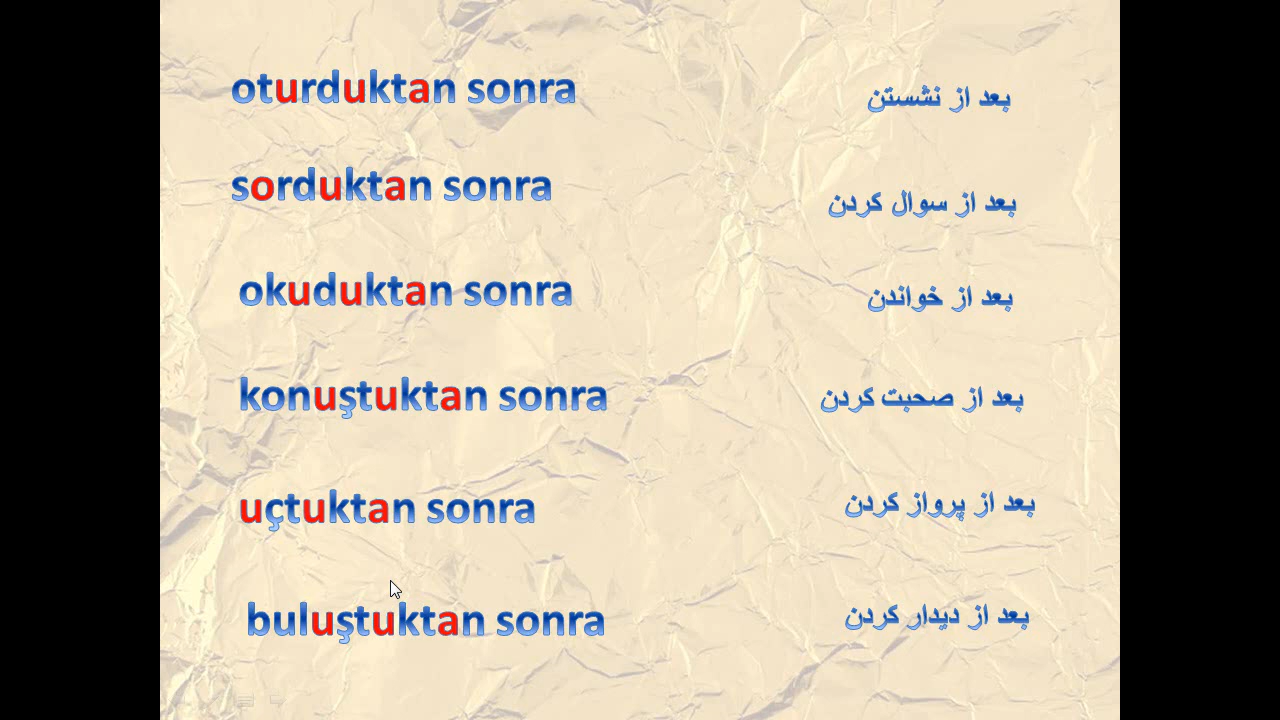 oturduktan sonra بعد از نشستن
sorduktan sonra بعد از سوال کردن
okuduktan sonra بعد از خواندن
konuştuktan sonra بعد از صحبت کردن
uçtuktan sonra بعد از پرواز کردن
buluştuktan sonra بعد از دیدار کردن